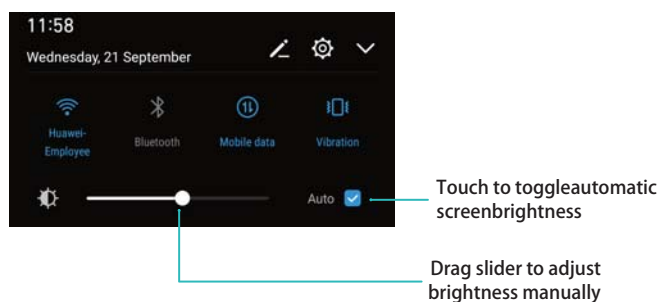 11:58
Wednesday, 21 September
Huawei-
Employee
Bluetooth
Mobile data
Vibration
Auto
Touch to toggleautomatic
screenbrightness
Drag slider to adjust
brightness manually